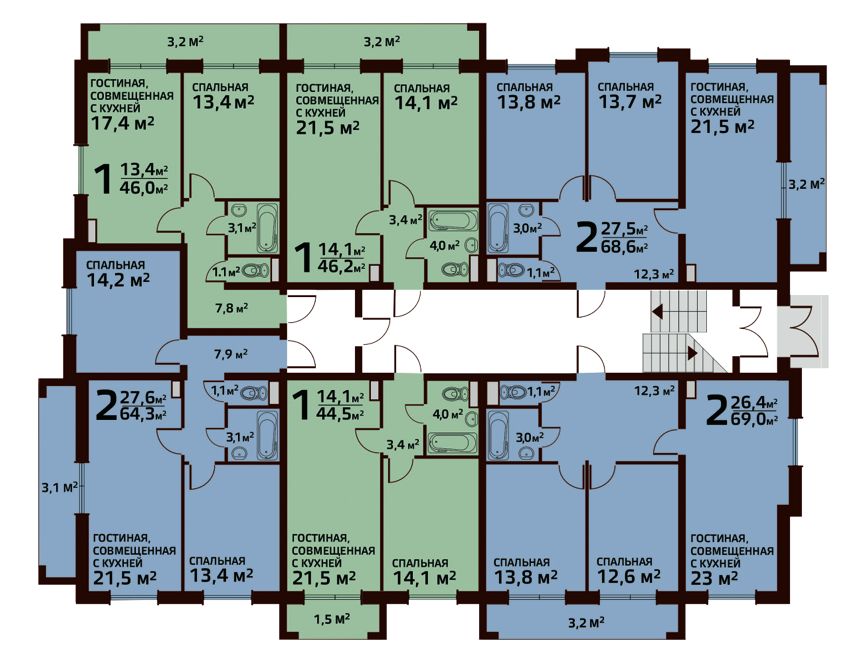 3,2 м²
3,2 м²
ГОСТИНАЯ,
СОВМЕЩЕННАЯ
С КУХНЕЙ
17,4 м²
СПАЛЬНАЯ
13,4 м²
1 13,4 м²
46,0 м²
3,1 м²
1.1 м²
7,8 м²
ГОСТИНАЯ,
СОВМЕЩЕННАЯ
С КУХНЕЙ
21,5 м²
СПАЛЬНАЯ
14,1 м²
3,4 м²
4,0 м²
1 14,1 м²
46,2 м²
СПАЛЬНАЯ
13,8 м²
СПАЛЬНАЯ
13,7 м²
ГОСТИНАЯ,
СОВМЕЩЕННАЯ
С КУХНЕЙ
21,5 м²
3,2 м²
3,0 м²
1,1 м²
2 27,5 м²
68,6 м²
12,3 м²
СПАЛЬНАЯ
14,2 м²
7,9 м²
2 27,6 м²
64,3 м²
1,1 м²
3,1 м²
3,1 м²
ГОСТИНАЯ,
СОВМЕЩЕННАЯ
С КУХНЕЙ
21,5 м²
СПАЛЬНАЯ
13,4 м²
1 14,1 м²
44,5 м²
4,0 м²
3,4 м²
ГОСТИНАЯ,
СОВМЕЩЕННАЯ
С КУХНЕЙ
21,5 м²
СПАЛЬНАЯ
14,1 м²
1,5 м²
1,1 м²
3,0 м²
12,3 м²
2 26,4 м²
69,0 м²
СПАЛЬНАЯ
13,8 м²
СПАЛЬНАЯ
12,6 м²
ГОСТИНАЯ,
СОВМЕЩЕННАЯ
С КУХНЕЙ
23 м²
3,2 м²